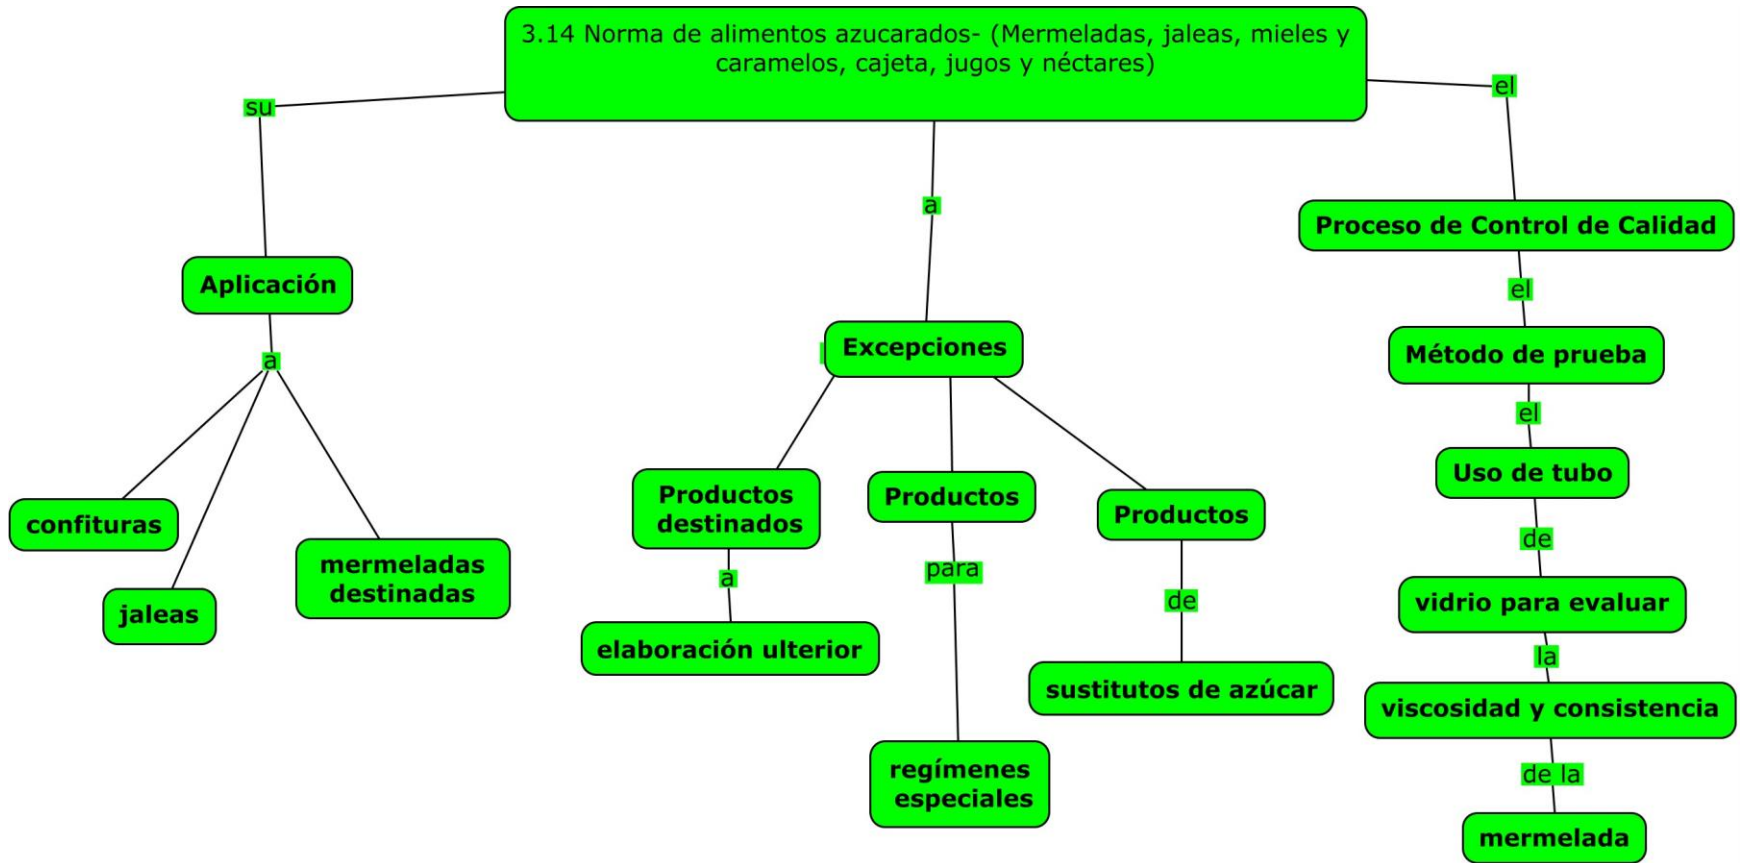 3.14 Norma de alimentos azucarados- (Mermeladas, jaleas, mieles y
caramelos, cajeta, jugos y néctares)
su
Aplicación
a
confituras
jaleas
mermeladas
destinadas
a
Excepciones
Productos
destinados
a
elaboración ulterior
Productos
para
regímenes
especiales
Productos
de
sustitutos de azúcar
el
Proceso de Control de Calidad
el
Método de prueba
el
Uso de tubo
de
vidrio para evaluar
la
viscosidad y consistencia
de la
mermelada